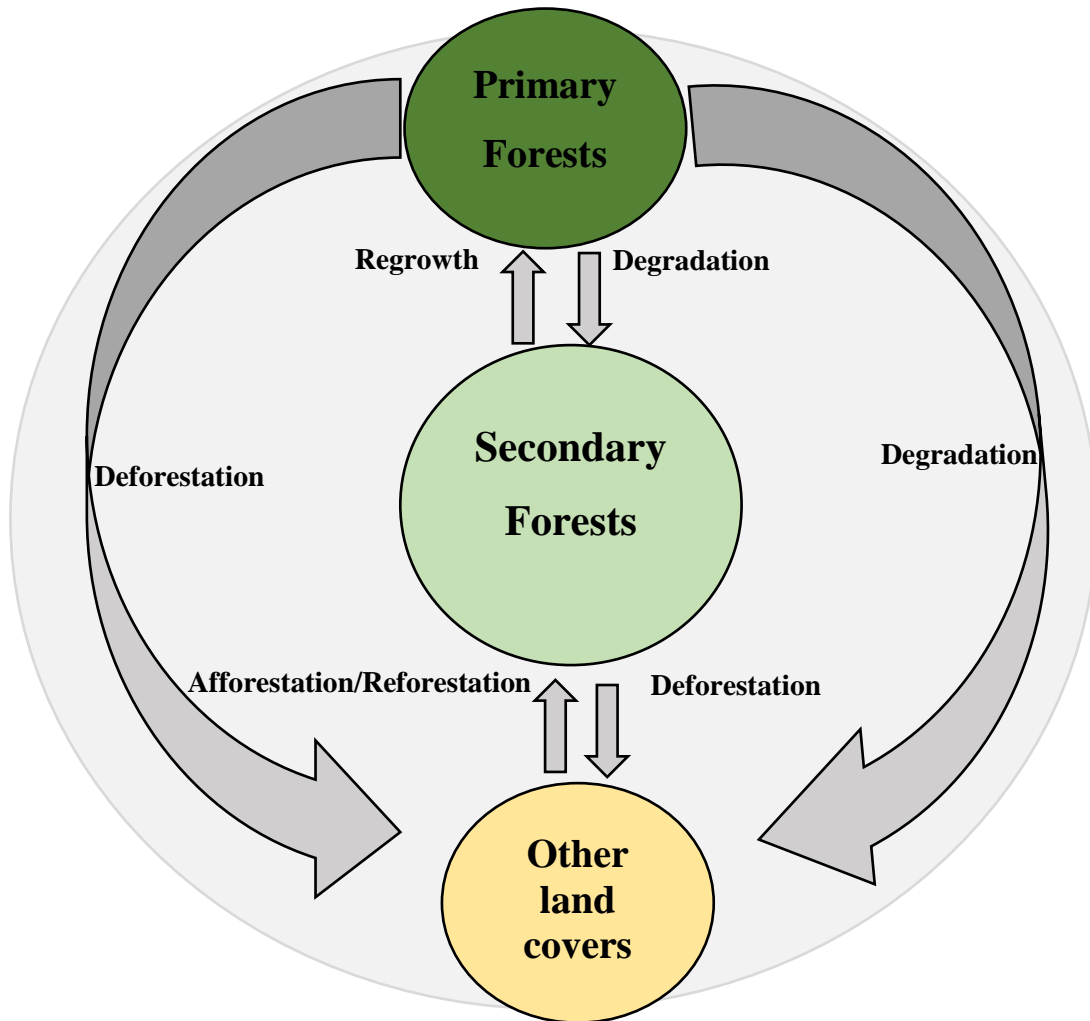 Primary
Forests
Regrowth
Degradation
Secondary
Forests
Deforestation
Degradation
Afforestation/Reforestation
Deforestation
Other
land
covers